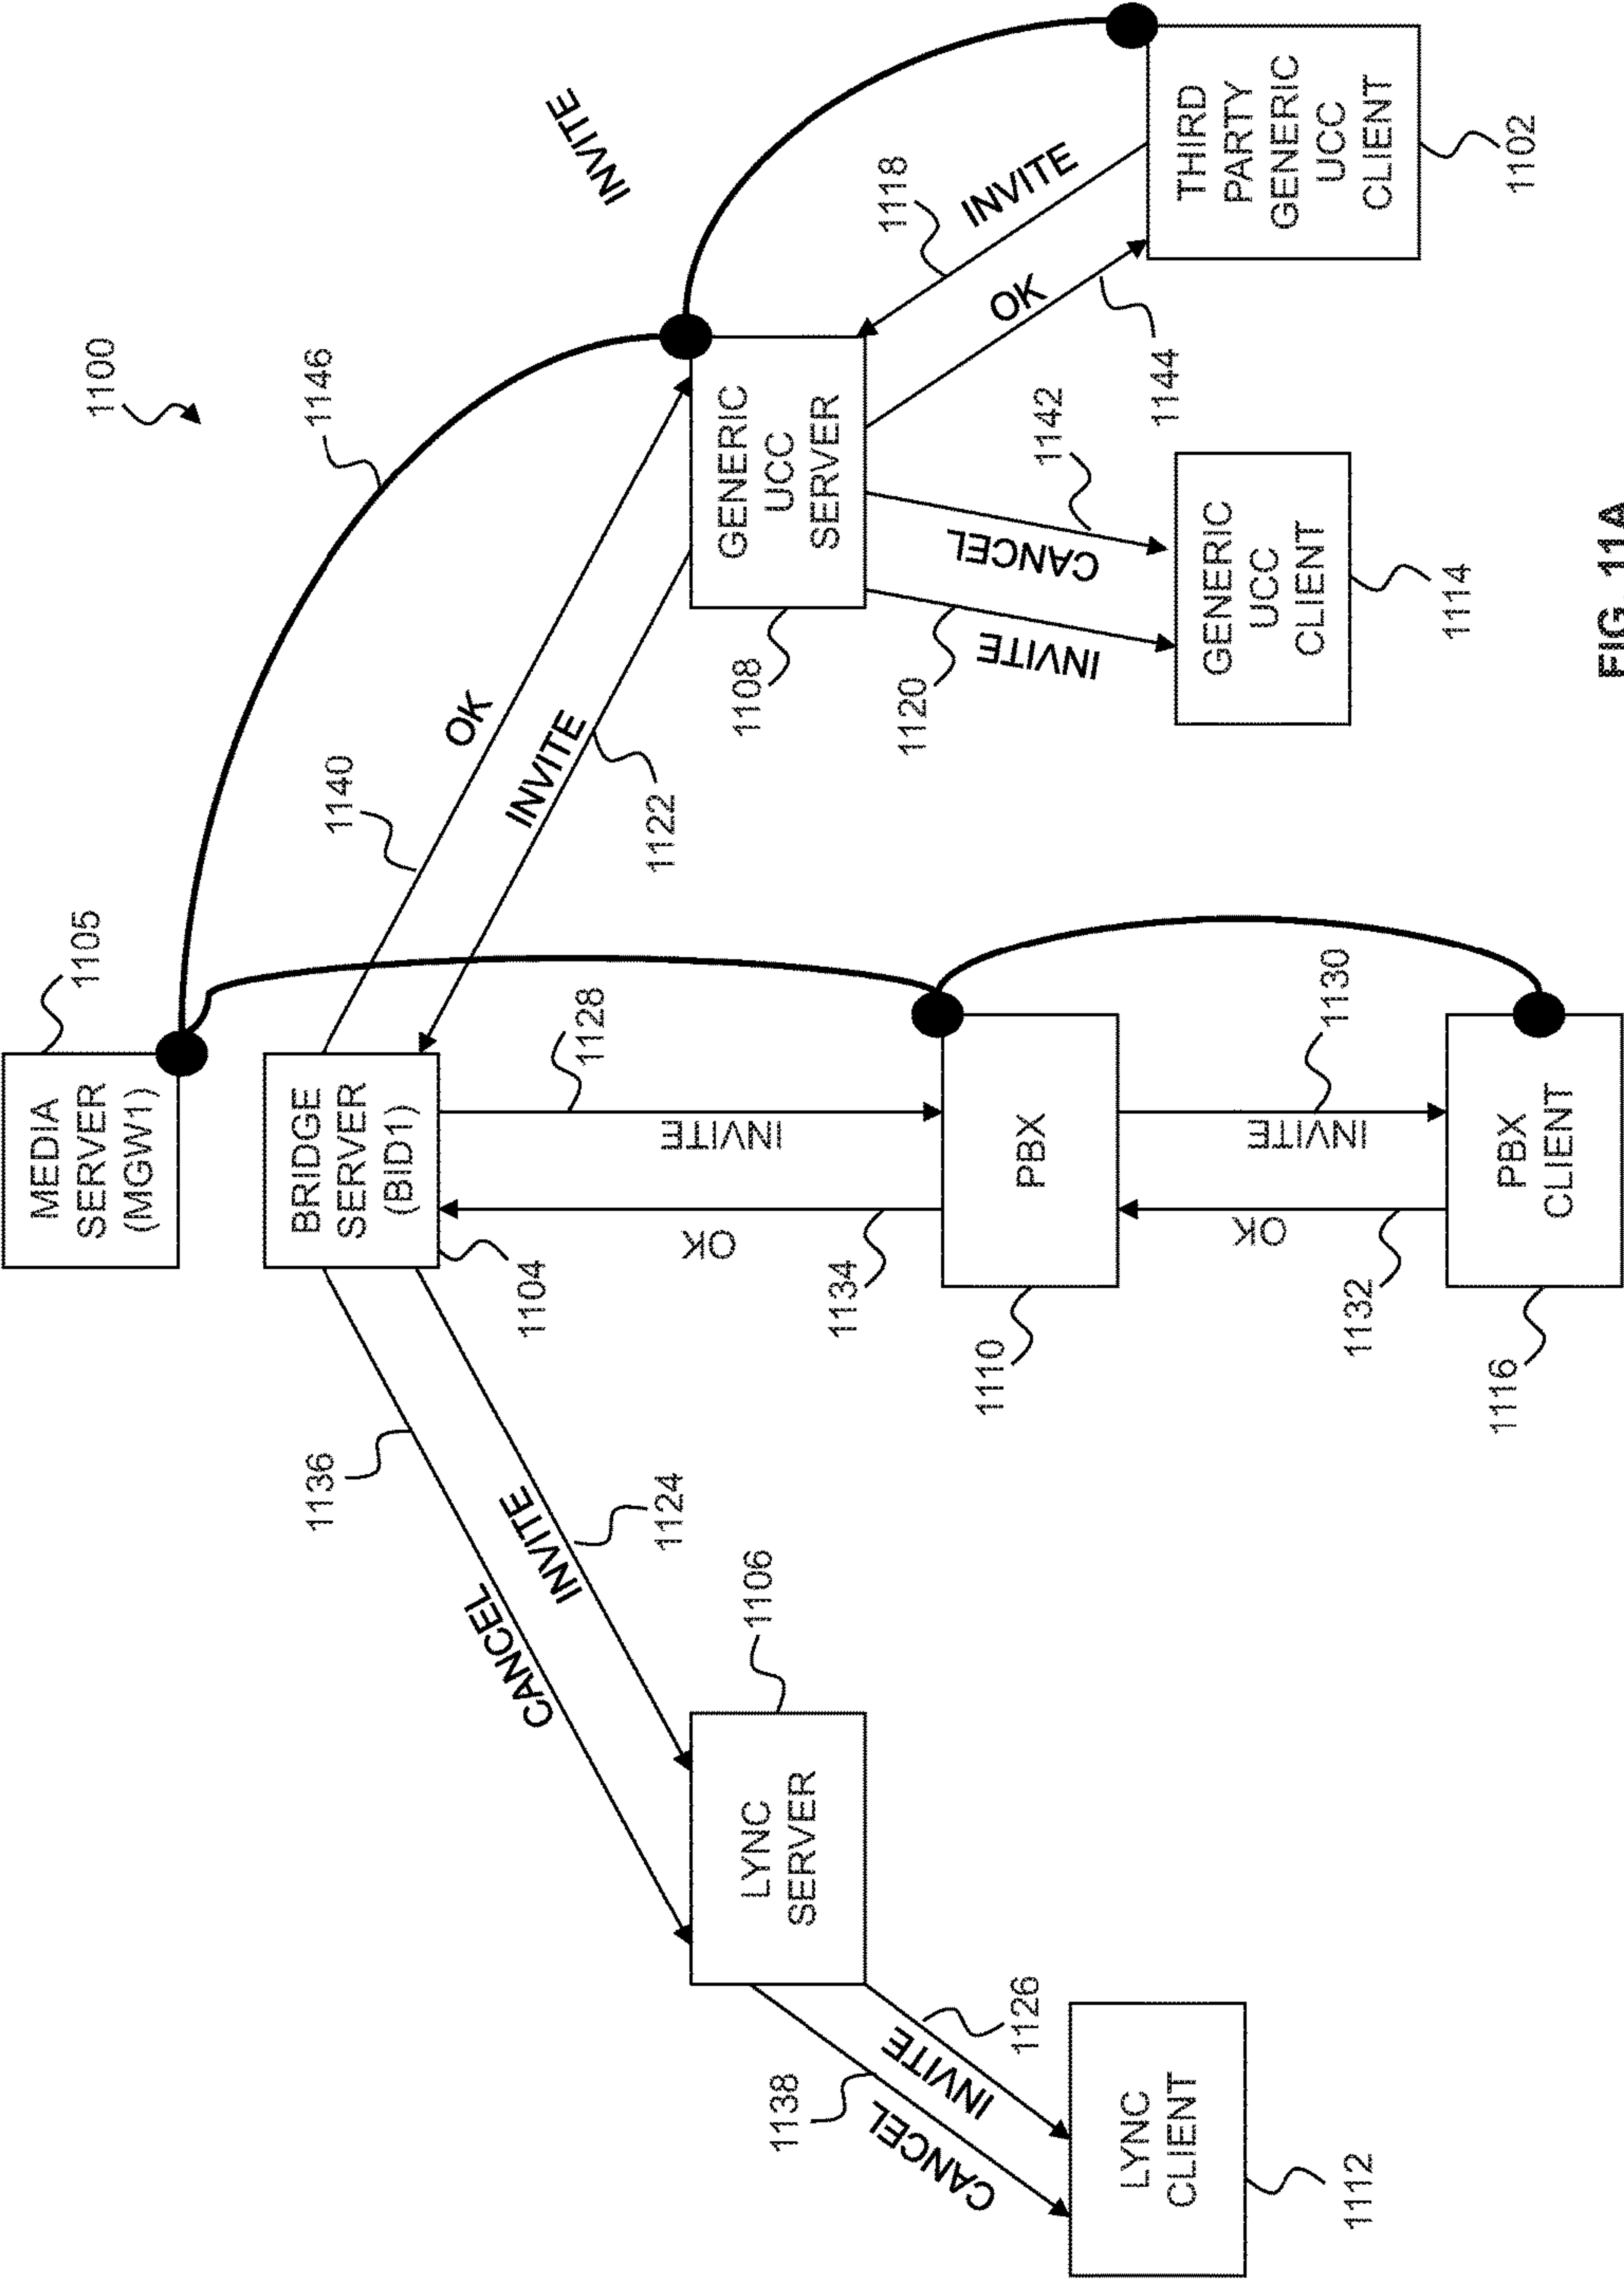 1100
MEDIA
SERVER
(MGW1)
1105
1146
INVITE
BRIDGE
SERVER
(BID1)
1104
1140
OK
INVITE
1122
1136
CANCEL
INVITE
1124
1128
INVITE
OK
1134
LYNC
SERVER
1106
PBX
1110
GENERIC
UCC
SERVER
1108
1118
INVITE
OK
1144
1142
CANCEL
INVITE
1120
1126
INVITE
1138
CANCEL
1130
INVITE
OK
1132
LYNC
CLIENT
1112
PBX
CLIENT
1116
GENERIC
UCC
CLIENT
1114
THIRD
PARTY
GENERIC
UCC
CLIENT
1102
FIG. 11A